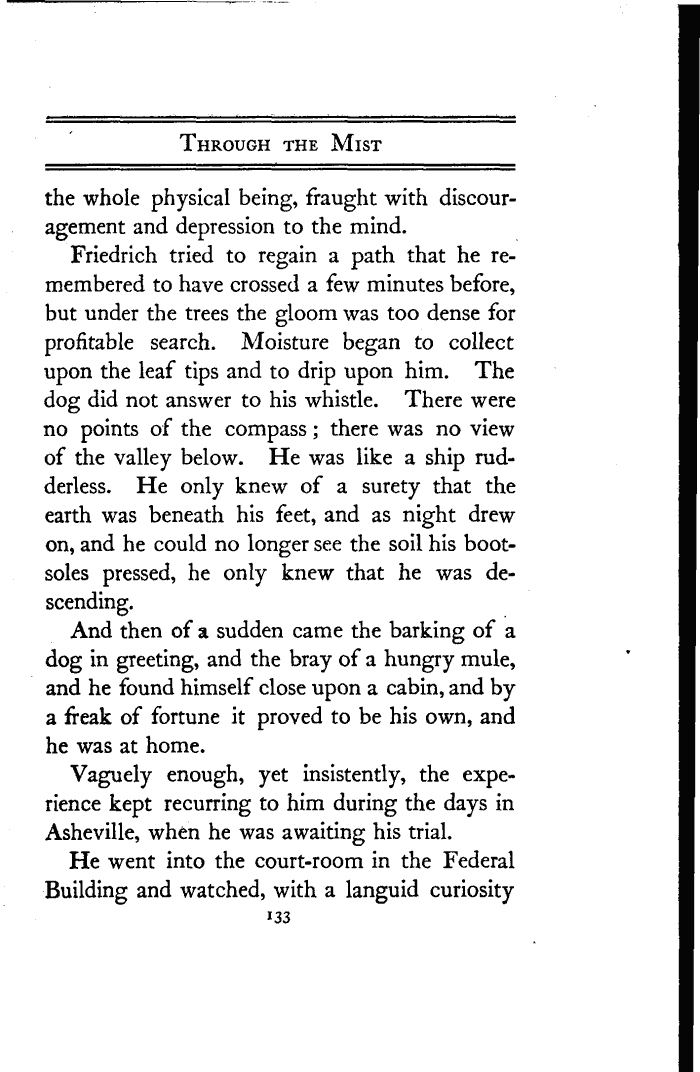 THROUGH THE MIST
the whole physical being, fraught with discour-
agement and depression to the mind.
Friedrich tried to regain a path that he re-
membered to have crossed a few minutes before,
but under the trees the gloom was too dense for
profitable search. Moisture began to collect
upon the leaf tips and to drip upon him. The
dog did not answer to his whistle. There were
no points of the compass; there was no view
of the valley below. He was like a ship rud-
derless. He only knew of a surety that the
earth was beneath his feet, and as night drew
on, and he could no longer see the soil his boot-
soles pressed, he only knew that he was de-
scending.
And then of a sudden came the barking of a
dog in greeting, and the bray of a hungry mule,
and he found himself close upon a cabin, and by
a freak of fortune it proved to be his own, and
he was at home.
Vaguely enough, yet insistently, the expe-
rience kept recurring to him during the days in
Asheville, when he was awaiting his trial.
He went into the court-room in the Federal
Building and watched, with a languid curiosity
133